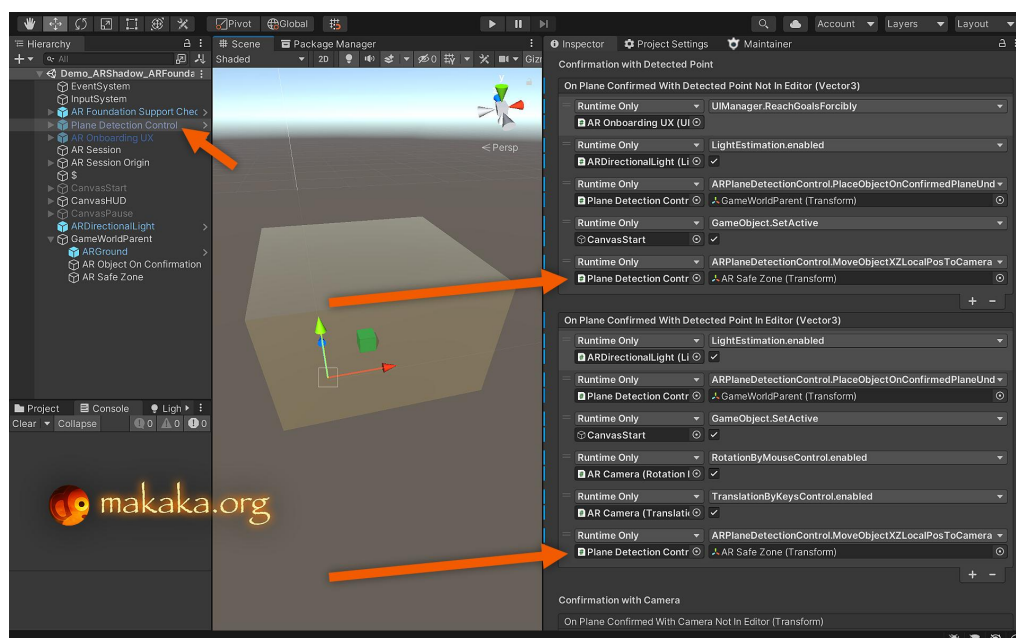 Pivot Global Account Layers Layout
Hierarchy
All
Demo_ARShadow_ARFounda
EventSystem
InputSystem
AR Foundation Support Chec
Plane Detection Control
AR Onboarding UX
AR Session
AR Session Origin
$
CanvasStart
CanvasHUD
CanvasPause
ARDirectionalLight
GameWorldParent
ARGround
AR Object On Confirmation
AR Safe Zone
Project Console Ligh
Clear Collapse 0 0 0
makaka.org
Scene Package Manager
Shaded 2D 0 Giz
Persp
Inspector Project Settings Maintainer
Confirmation with Detected Point
On Plane Confirmed With Detected Point Not In Editor (Vector3)
Runtime Only UIManager.ReachGoalsForcibly
AR Onboarding UX (UI
Runtime Only LightEstimation.enabled
ARDirectionalLight (Li
Runtime Only ARPlaneDetectionControl.PlaceObjectOnConfirmedPlaneUnd
Plane Detection Contr GameWorldParent (Transform)
Runtime Only GameObject.SetActive
CanvasStart
Runtime Only ARPlaneDetectionControl.MoveObjectXZLocalPosToCamera
Plane Detection Contr AR Safe Zone (Transform)
+ -
On Plane Confirmed With Detected Point In Editor (Vector3)
Runtime Only LightEstimation.enabled
ARDirectionalLight (Li
Runtime Only ARPlaneDetectionControl.PlaceObjectOnConfirmedPlaneUnd
Plane Detection Contr GameWorldParent (Transform)
Runtime Only GameObject.SetActive
CanvasStart
Runtime Only RotationByMouseControl.enabled
AR Camera (Rotation
Runtime Only TranslationByKeysControl.enabled
AR Camera (Translati
Runtime Only ARPlaneDetectionControl.MoveObjectXZLocalPosToCamera
Plane Detection Contr AR Safe Zone (Transform)
+ -
Confirmation with Camera
On Plane Confirmed With Camera Not In Editor (Transform)